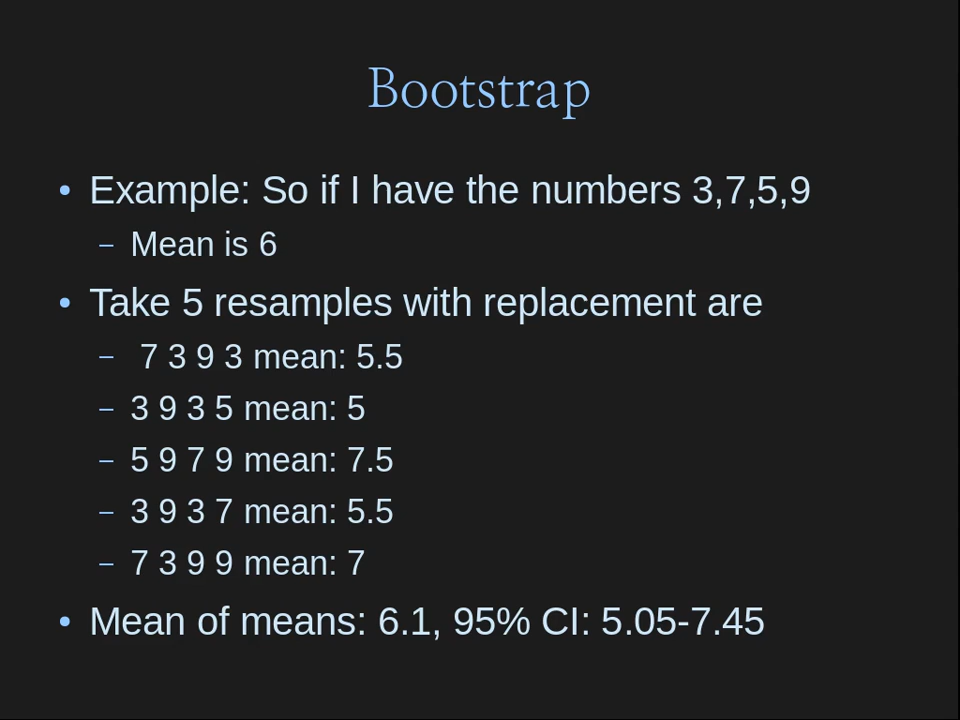 Bootstrap
• Example: So if I have the numbers 3,7,5,9
– Mean is 6
• Take 5 resamples with replacement are
– 7 3 9 3 mean: 5.5
– 3 9 3 5 mean: 5
– 5 9 7 9 mean: 7.5
– 3 9 3 7 mean: 5.5
– 7 3 9 9 mean: 7
• Mean of means: 6.1, 95% CI: 5.05-7.45